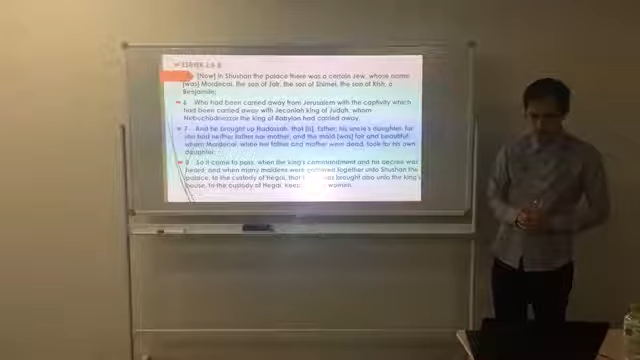 ESTHER 2:5-8
[Now] in Shushan the palace there was a certain Jew, whose name
[was] Mordecai, the son of Jair, the son of Shimei, the son of Kish, a
Benjamite;
6 Who had been carried away from Jerusalem with the captivity which
had been carried away with Jeconiah king of Judah, whom
Nebuchadnezzar the king of Babylon had carried away.
7 And he brought up Hadassah, that [is], Esther, his uncle's daughter, for
she had neither father nor mother, and the maid [was] fair and beautiful;
whom Mordecai, when her father and mother were dead, took for his own
daughter.
8 So it came to pass, when the king's commandment and his decree was
heard, and when many maidens were gathered together unto Shushan the
palace, to the custody of Hegai, that was brought also unto the king's
house, to the custody of Hegai, women.